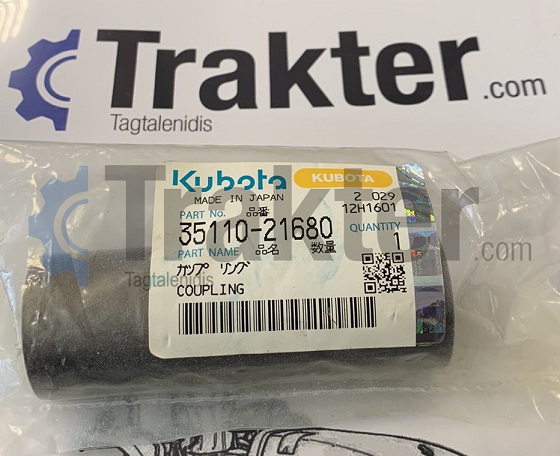 Trakter.com
Tagtalenidis
Kubota KUBOTA
MADE IN JAPAN 2 029
PART No. 品番 12H1601
35110-21680 QUANTITY
PART NAME 品名 数量 1
カップ リング
COUPLING
Trakter.com
Tagtalenidis